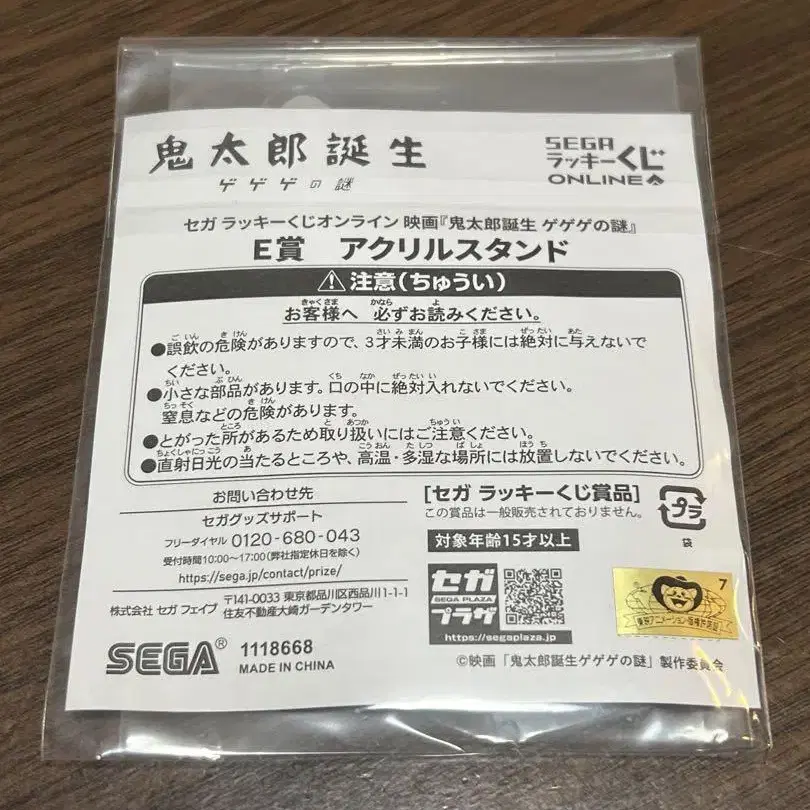 鬼太郎誕生
ゲゲゲの謎
SEGA
ラッキーくじ
ONLINE
セガ ラッキーくじオンライン 映画『鬼太郎誕生 ゲゲゲの謎』
E賞 アクリルスタンド
注意(ちゅうい)
お客様へ 必ずお読みください。
●誤飲の危険がありますので、3才未満のお子様には絶対に与えないで
ください。
●小さな部品があります。口の中に絶対入れないでください。
窒息などの危険があります。
●とがった所があるため取り扱いにはご注意ください。
●直射日光の当たるところや、高温・多湿な場所には放置しないでください。
お問い合わせ先
セガグッズサポート
フリーダイヤル 0120-680-043
受付時間10:00~17:00(弊社指定休日を除く)
https://sega.jp/contact/prize/
株式会社 セガ フェイブ
〒141-0033 東京都品川区西品川1-1-1
住友不動産大崎ガーデンタワー
SEGA® 1118668
MADE IN CHINA
[セガ ラッキーくじ賞品]
この賞品は一般販売されておりません。
対象年齢15才以上
プラ
袋
セガ
SEGA PLAZA
プラザ
https://segaplaza.jp/
7
東映アニメーション・版権許諾証
©映画「鬼太郎誕生ゲゲゲの謎」製作委員会